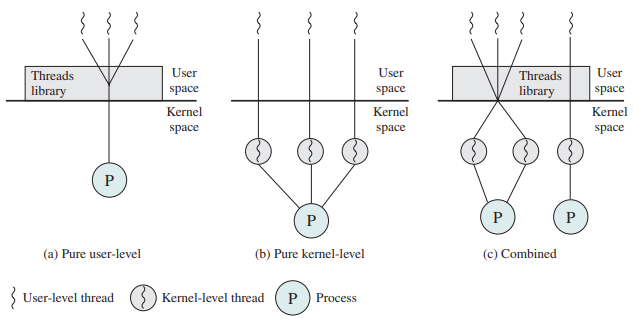 Threads
library
User
space
Kernel
space
P
(a) Pure user-level
User
space
Kernel
space
P
(b) Pure kernel-level
Threads
library
User
space
Kernel
space
P
P
(c) Combined
User-level thread
Kernel-level thread
P
Process